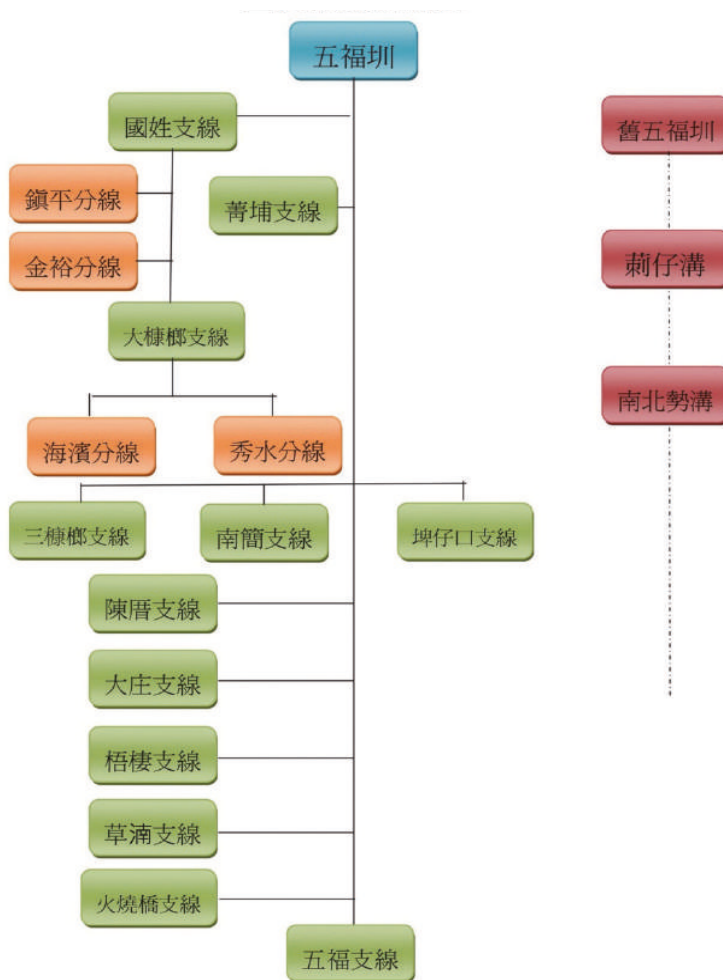 五福圳
國姓支線
鎮平分線
金裕分線
菁埔支線
大槺榔支線
海濱分線
秀水分線
三槺榔支線
南簡支線
埤仔口支線
陳厝支線
大庄支線
梧棲支線
草湳支線
火燒橋支線
五福支線
舊五福圳
莿仔溝
南北勢溝